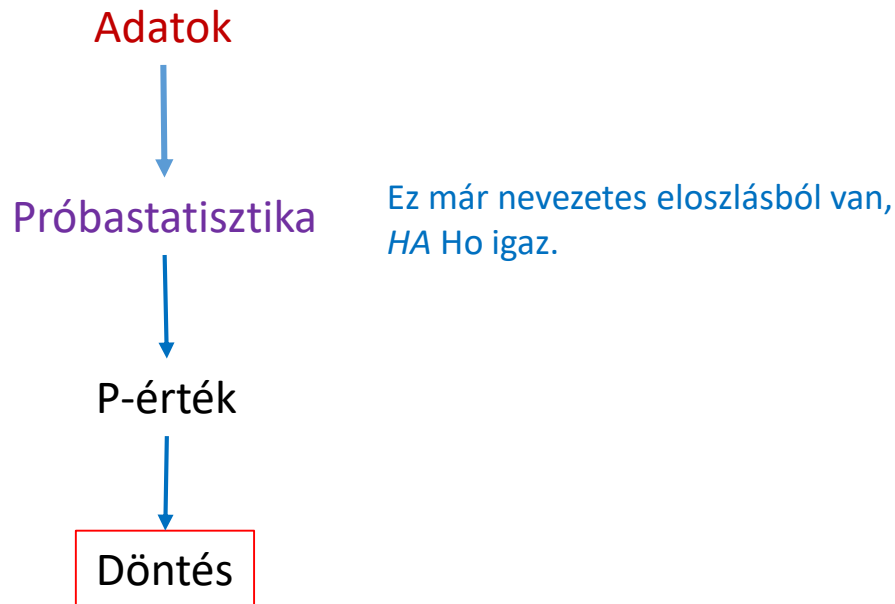 Adatok
Próbastatisztika
Ez már nevezetes eloszlásból van,
HA Ho igaz.
P-érték
Döntés